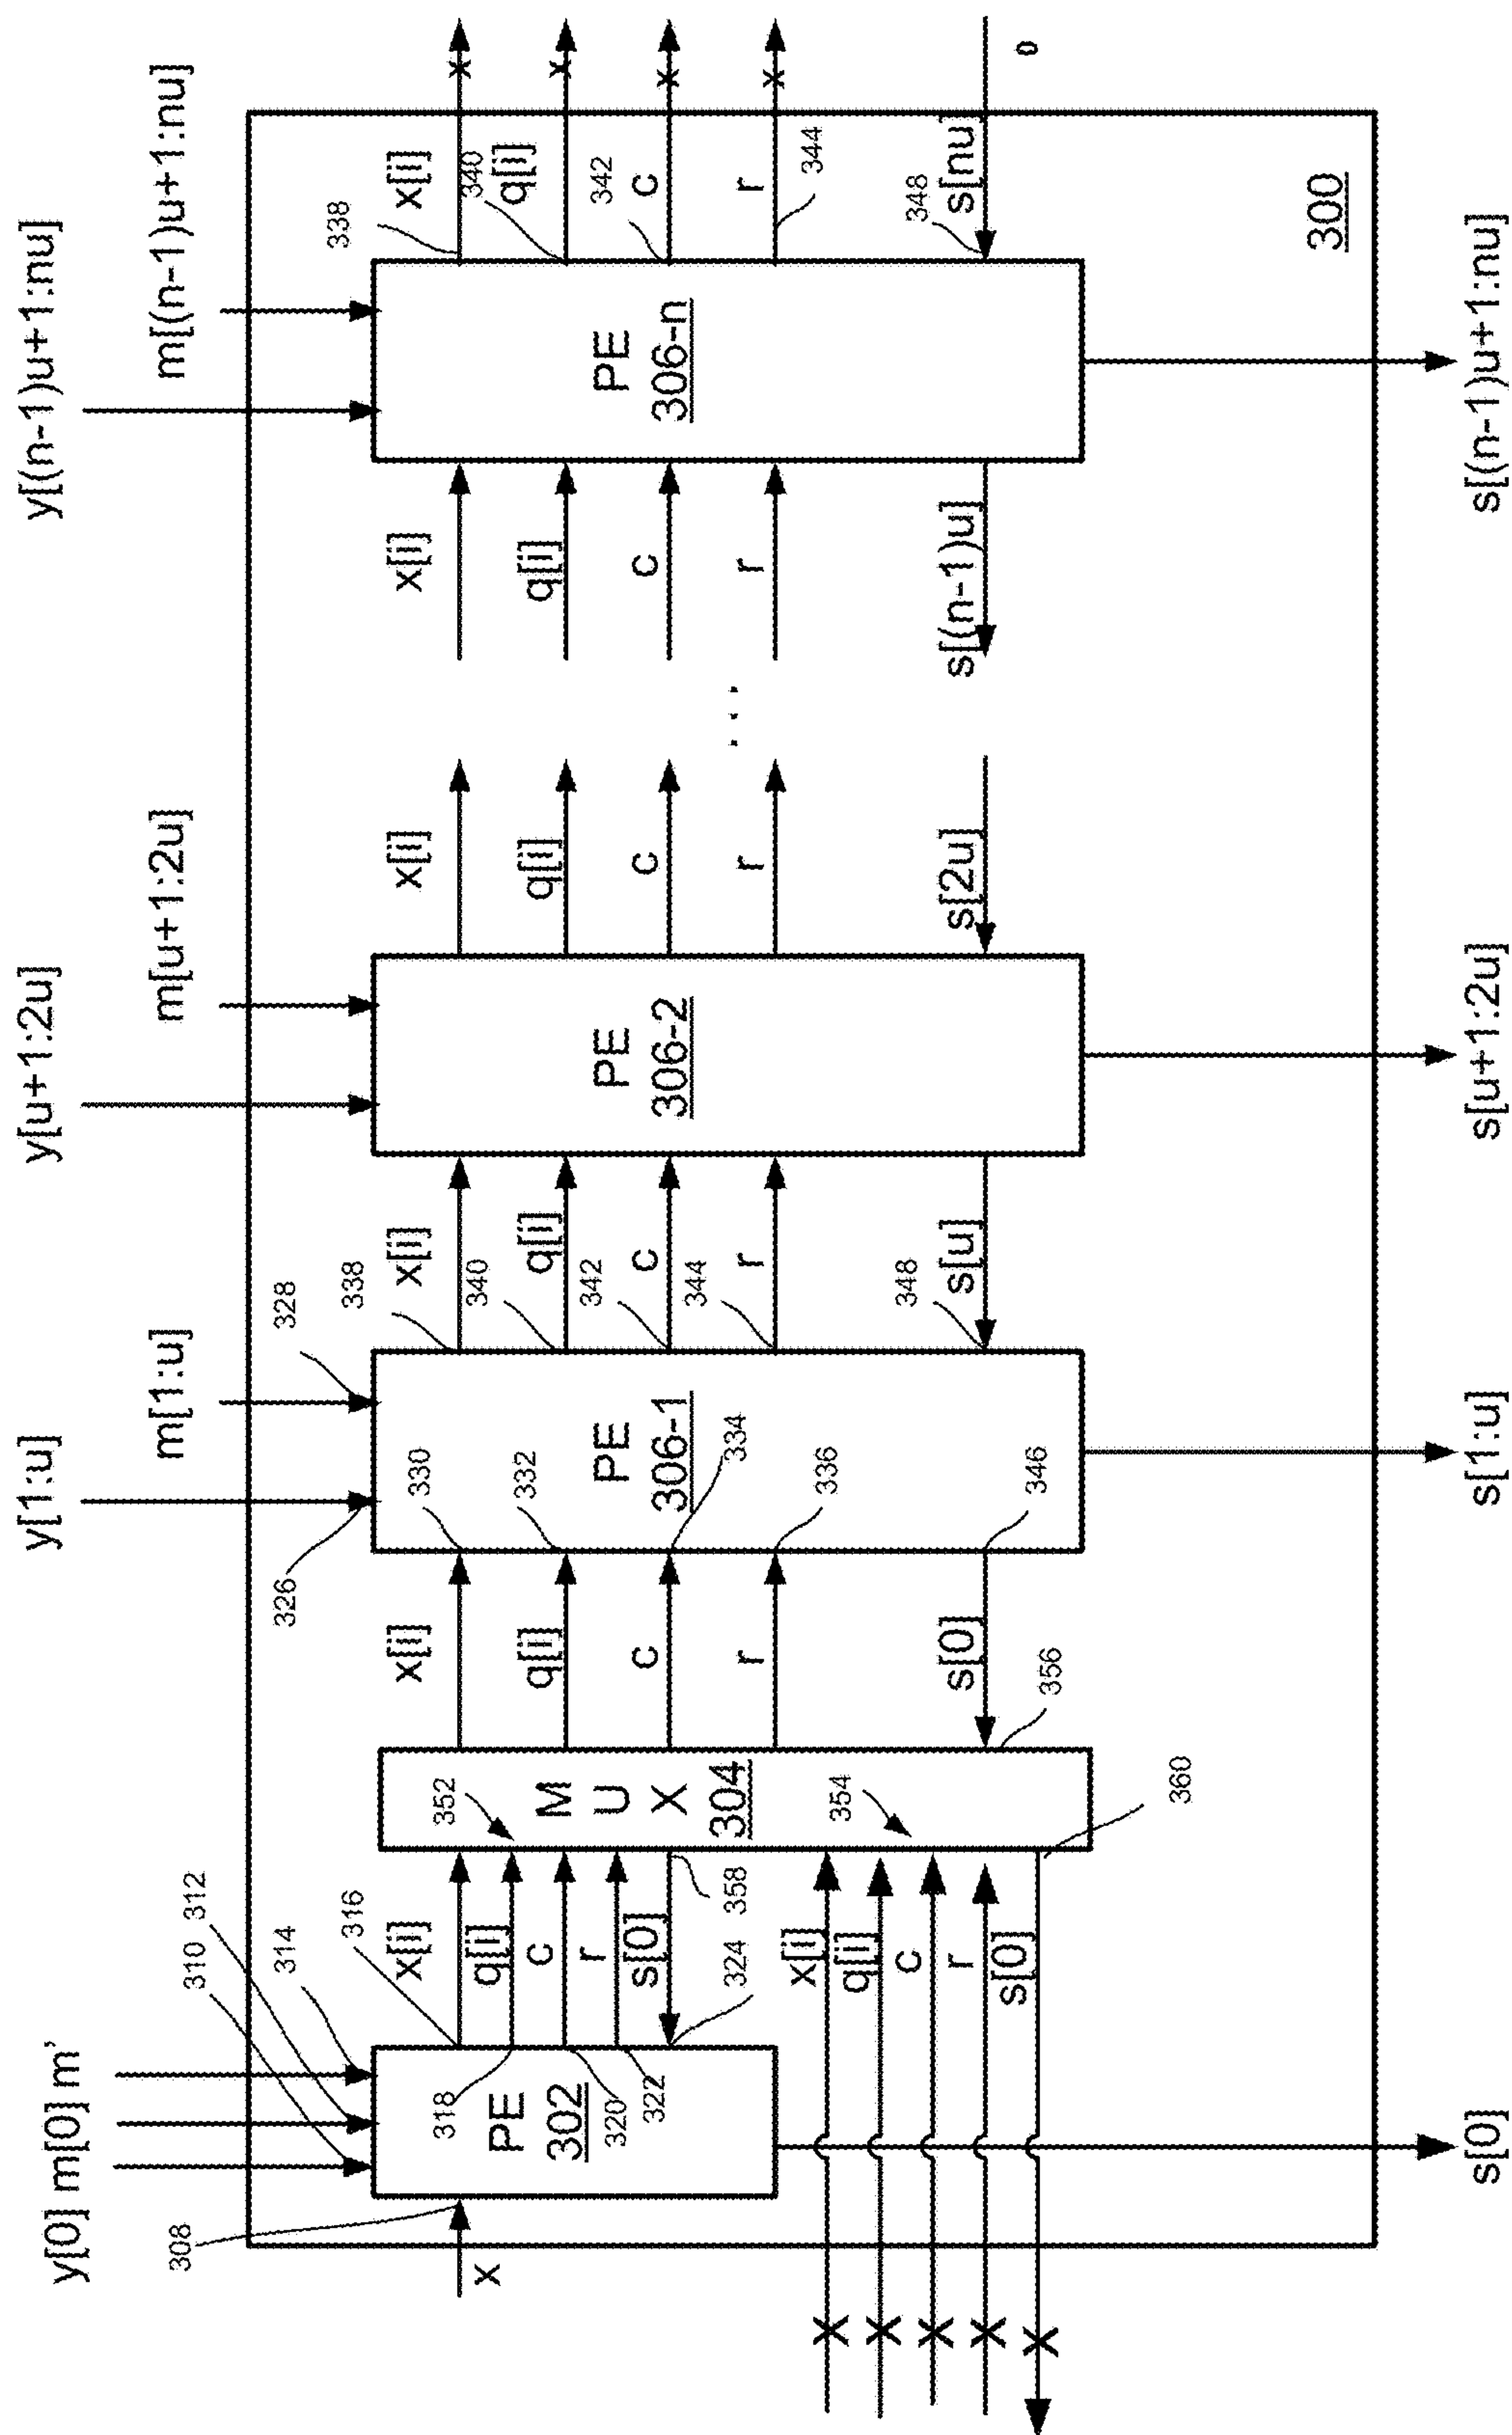 y[0] m[0] m'
y[1:u]
y[u+1:2u]
y[(n-1)u+1:nu]
m[1:u]
m[u+1:2u]
m[(n-1)u+1:nu]
310
312
314
308
x
316
318
PE
302
320
322
324
x[i]
q[i]
c
r
s[0]
352
M
U
X
304
354
356
358
360
x[i]
q[i]
c
r
s[0]
X
X
X
X
X
x[i]
q[i]
c
r
s[0]
326
328
330
332
PE
306-1
334
336
346
338
340
342
344
348
x[i]
q[i]
c
r
s[u]
PE
306-2
x[i]
q[i]
c
r
s[2u]
...
x[i]
q[i]
c
r
s[(n-1)u]
PE
306-n
338
x[i]
340
q[i]
342
c
r
344
348
s[nu]
x
x
x
x
0
300
s[0]
s[1:u]
s[u+1:2u]
s[(n-1)u+1:nu]